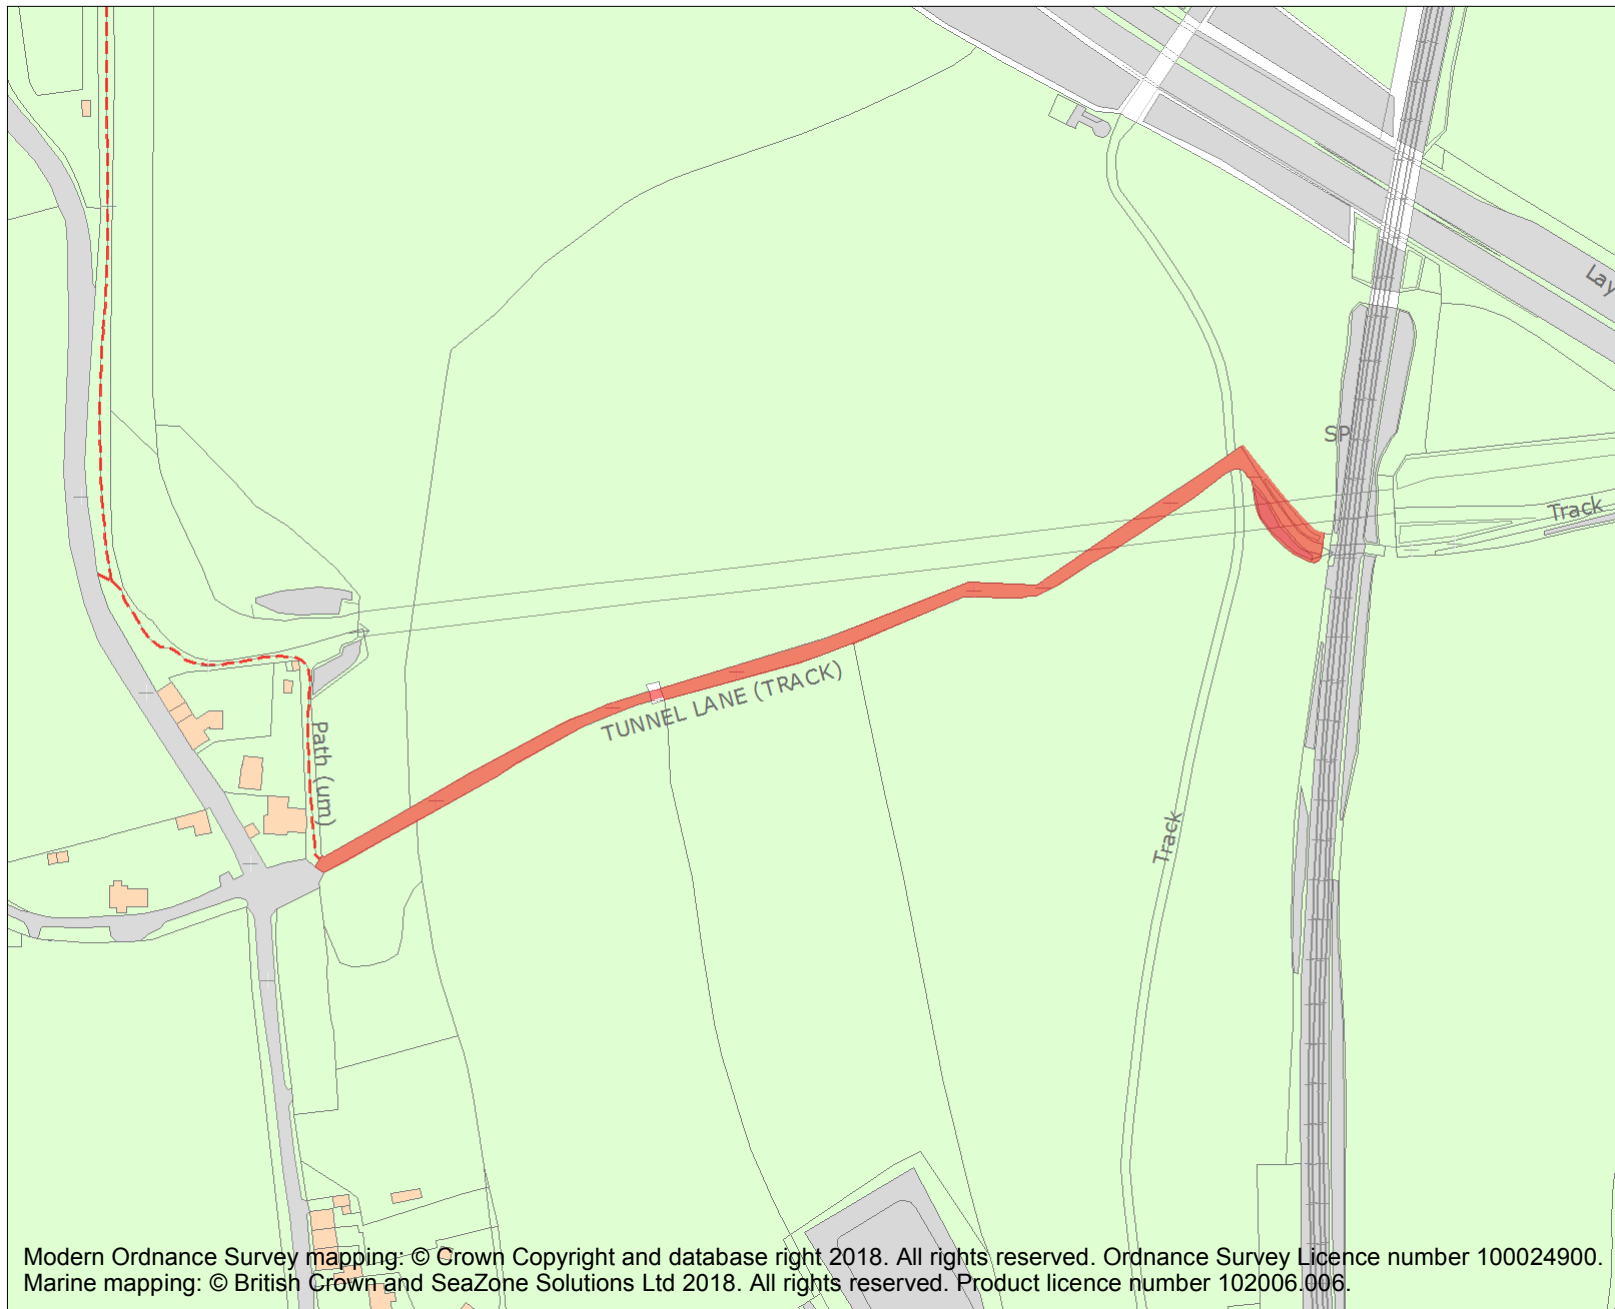 Lay
SP
Track
TUNNEL LANE (TRACK)
Path (um)
Track
Modern Ordnance Survey mapping: © Crown Copyright and database right 2018. All rights reserved. Ordnance Survey Licence number 100024900.
Marine mapping: © British Crown and SeaZone Solutions Ltd 2018. All rights reserved. Product licence number 102006.006.